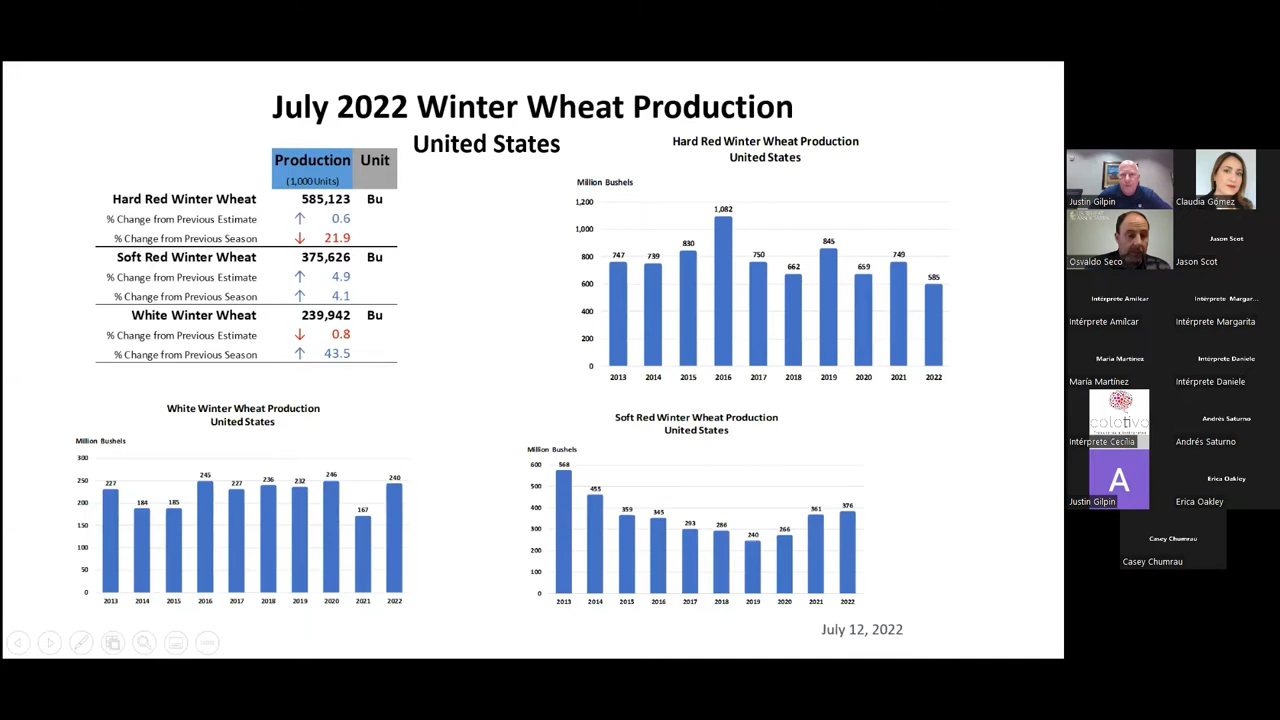 July 2022 Winter Wheat Production
United States
Production Unit
(1,000 Units)
Hard Red Winter Wheat 585,123 Bu
% Change from Previous Estimate ↑ 0.6
% Change from Previous Season ↓ 21.9
Soft Red Winter Wheat 375,626 Bu
% Change from Previous Estimate ↑ 4.9
% Change from Previous Season ↑ 4.1
White Winter Wheat 239,942 Bu
% Change from Previous Estimate ↓ 0.8
% Change from Previous Season ↑ 43.5
Hard Red Winter Wheat Production
United States
Million Bushels
1,200
1,000
800
600
400
200
0
747 739 830 1,082 750 662 845 659 749 585
2013 2014 2015 2016 2017 2018 2019 2020 2021 2022
White Winter Wheat Production
United States
Million Bushels
300
250
200
150
100
50
0
227 184 185 245 227 236 232 246 167 240
2013 2014 2015 2016 2017 2018 2019 2020 2021 2022
Soft Red Winter Wheat Production
United States
Million Bushels
600
500
400
300
200
100
0
568 455 359 345 293 286 240 266 361 376
2013 2014 2015 2016 2017 2018 2019 2020 2021 2022
July 12, 2022
Justin Gilpin
Claudia Gómez
Osvaldo Seco
Jason Scot
Jason Scot
Intérprete Amílcar
Intérprete Amílcar
Intérprete Margar...
Intérprete Margarita
María Martínez
María Martínez
Intérprete Daniele
Intérprete Daniele
colotivo
Intérprete Cecília
Andrés Saturno
Andrés Saturno
A
Justin Gilpin
Erica Oakley
Erica Oakley
Casey Chumrau
Casey Chumrau